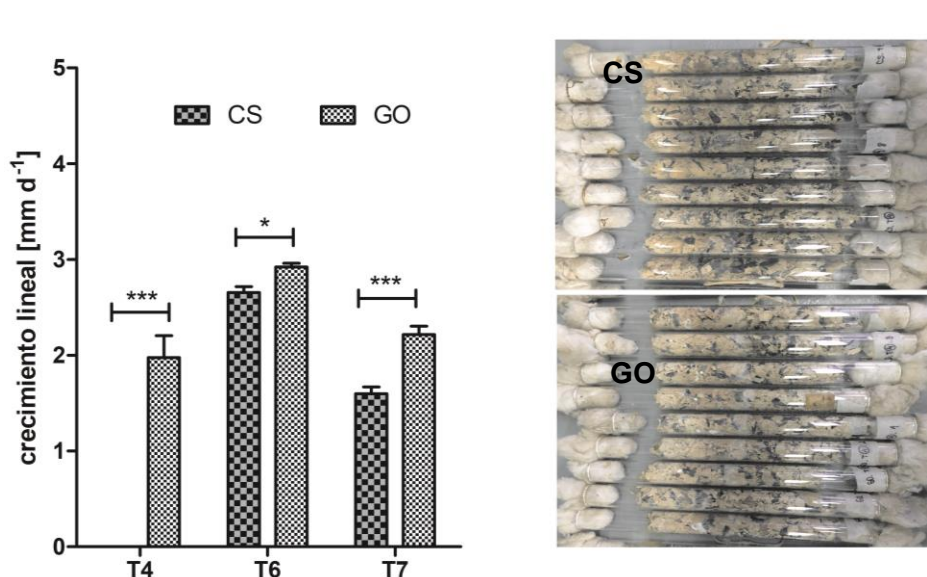 crecimiento lineal [mm d-1]
5
4
3
2
1
0
CS
GO
***
*
***
T4
T6
T7
CS
GO